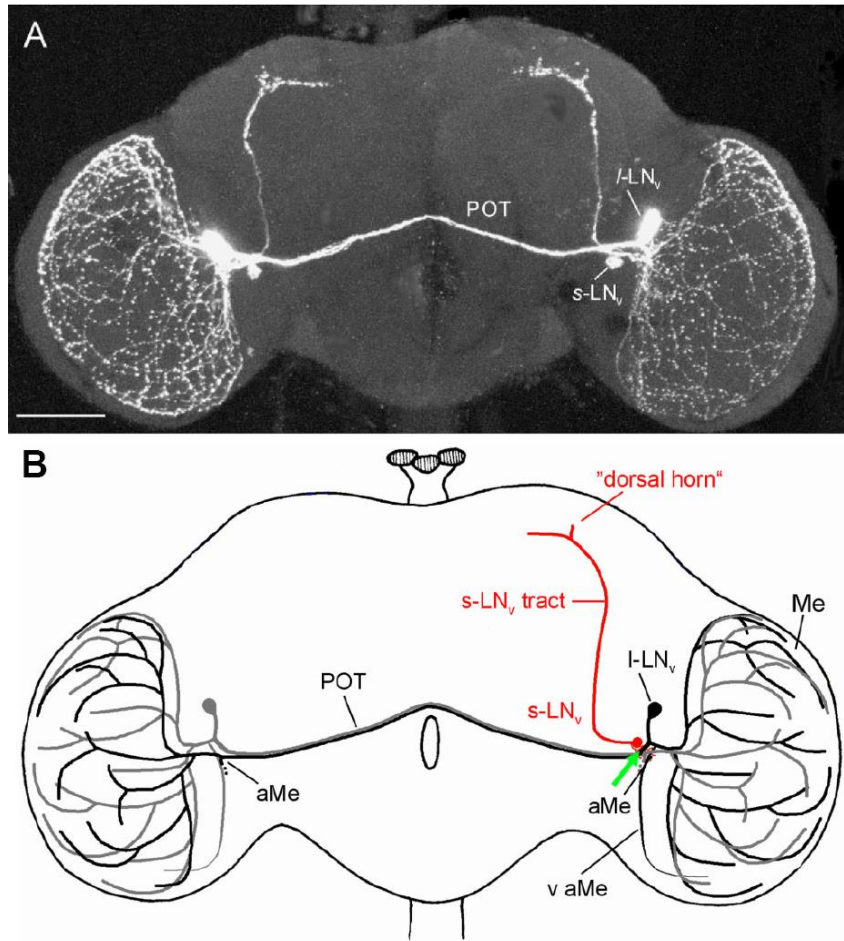 A
l-LNv
POT
s-LNv
B
"dorsal horn"
s-LNv tract
Me
l-LNv
POT
s-LNv
aMe
aMe
v aMe